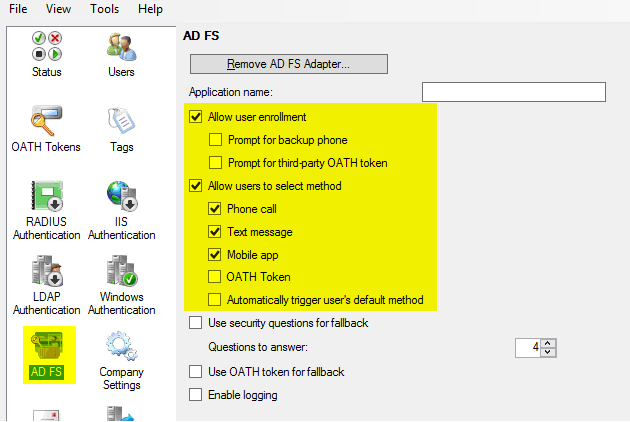 File View Tools Help
Status Users
OATH Tokens Tags
RADIUS Authentication IIS Authentication
LDAP Authentication Windows Authentication
AD FS Company Settings
AD FS
Remove AD FS Adapter...
Application name:
Allow user enrollment
Prompt for backup phone
Prompt for third-party OATH token
Allow users to select method
Phone call
Text message
Mobile app
OATH Token
Automatically trigger user's default method
Use security questions for fallback
Questions to answer: 4
Use OATH token for fallback
Enable logging